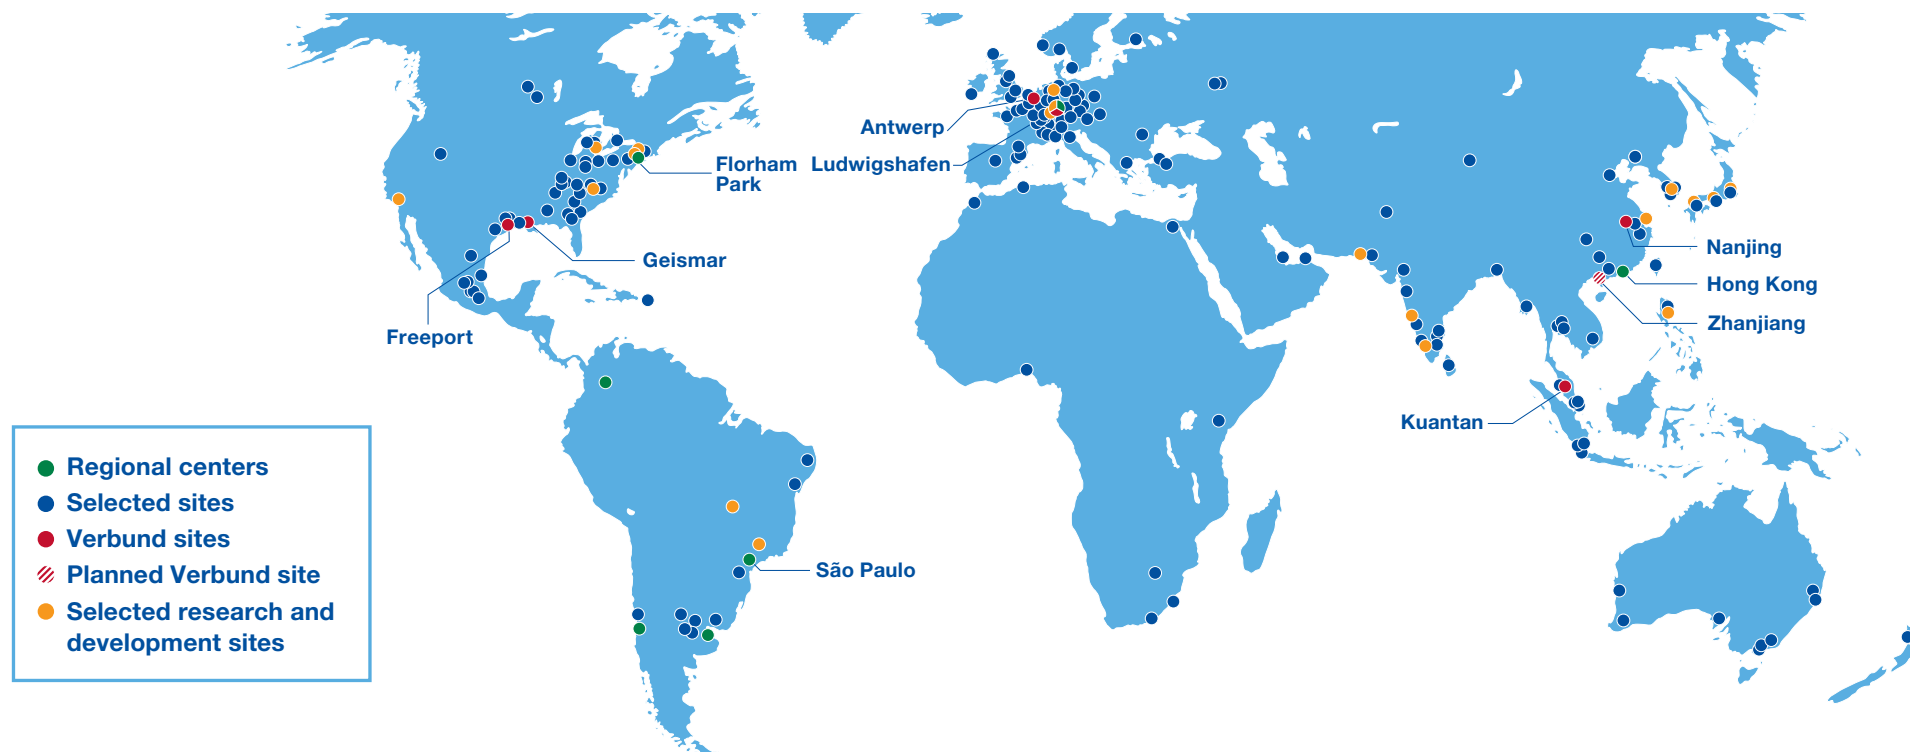 Antwerp
Ludwigshafen
Florham
Park
Geismar
Freeport
Nanjing
Hong Kong
Zhanjiang
Kuantan
São Paulo
Regional centers
Selected sites
Verbund sites
Planned Verbund site
Selected research and
development sites